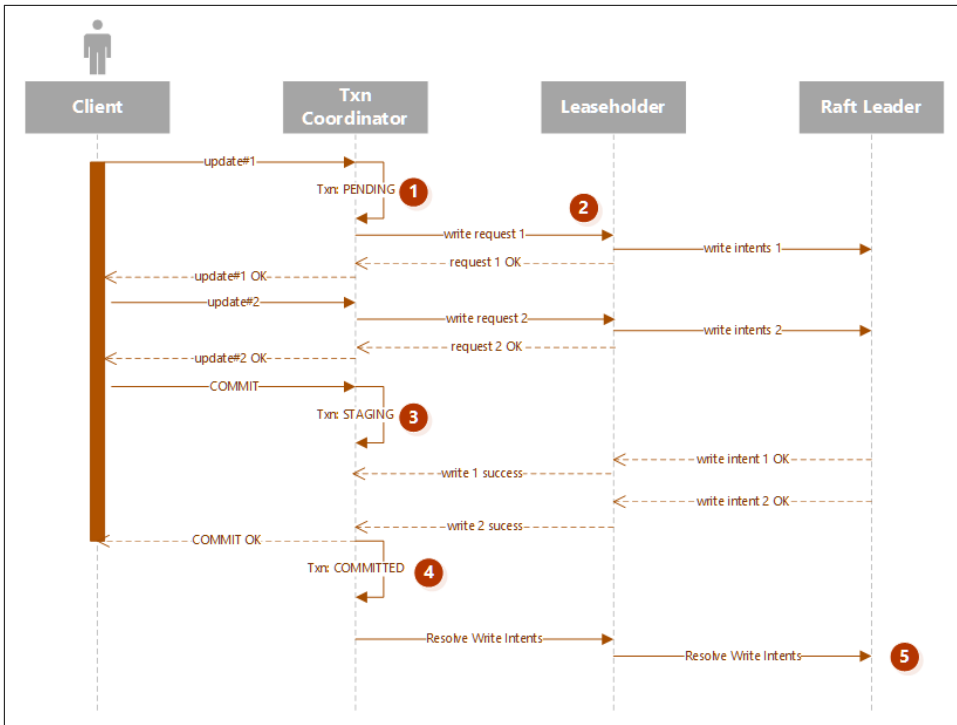 Client
Txn
Coordinator
Leaseholder
Raft Leader
update#1
Txn: PENDING
1
2
write request 1
write intents 1
request 1 OK
update#1 OK
update#2
write request 2
write intents 2
request 2 OK
update#2 OK
COMMIT
Txn: STAGING
3
write intent 1 OK
write 1 success
write intent 2 OK
write 2 sucess
COMMIT OK
Txn: COMMITTED
4
Resolve Write Intents
Resolve Write Intents
5